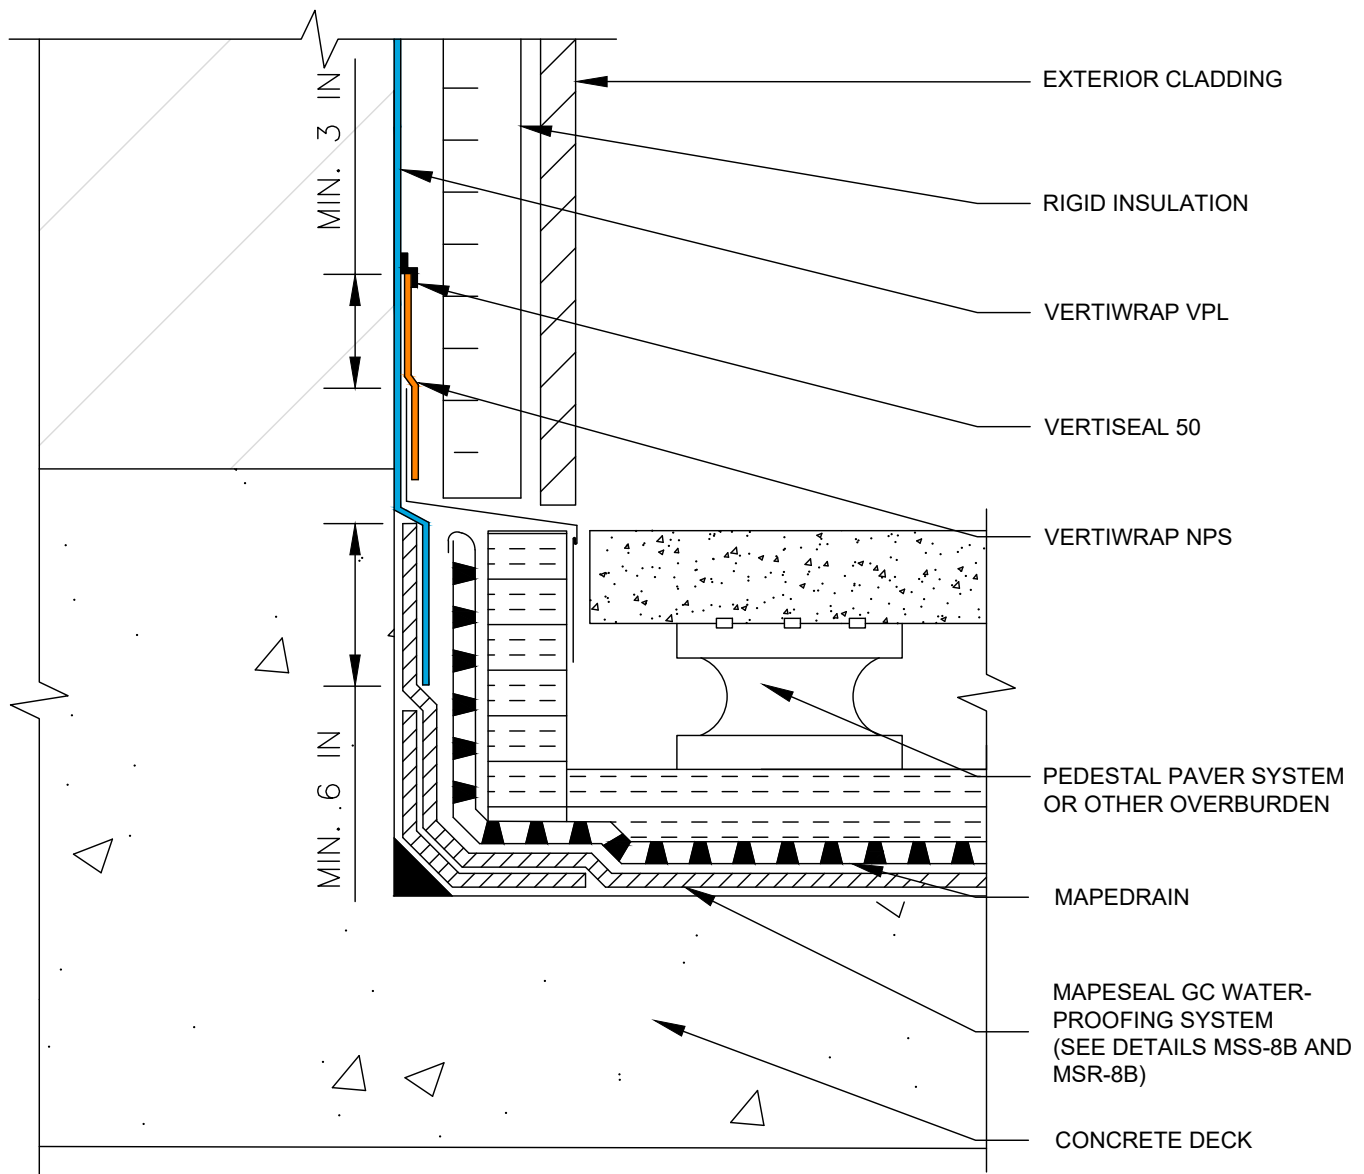 MIN. 3 IN
EXTERIOR CLADDING
RIGID INSULATION
VERTIWRAP VPL
VERTISEAL 50
VERTIWRAP NPS
MIN. 6 IN
PEDESTAL PAVER SYSTEM
OR OTHER OVERBURDEN
MAPEDRAIN
MAPESEAL GC WATER-
PROOFING SYSTEM
(SEE DETAILS MSS-8B AND
MSR-8B)
CONCRETE DECK